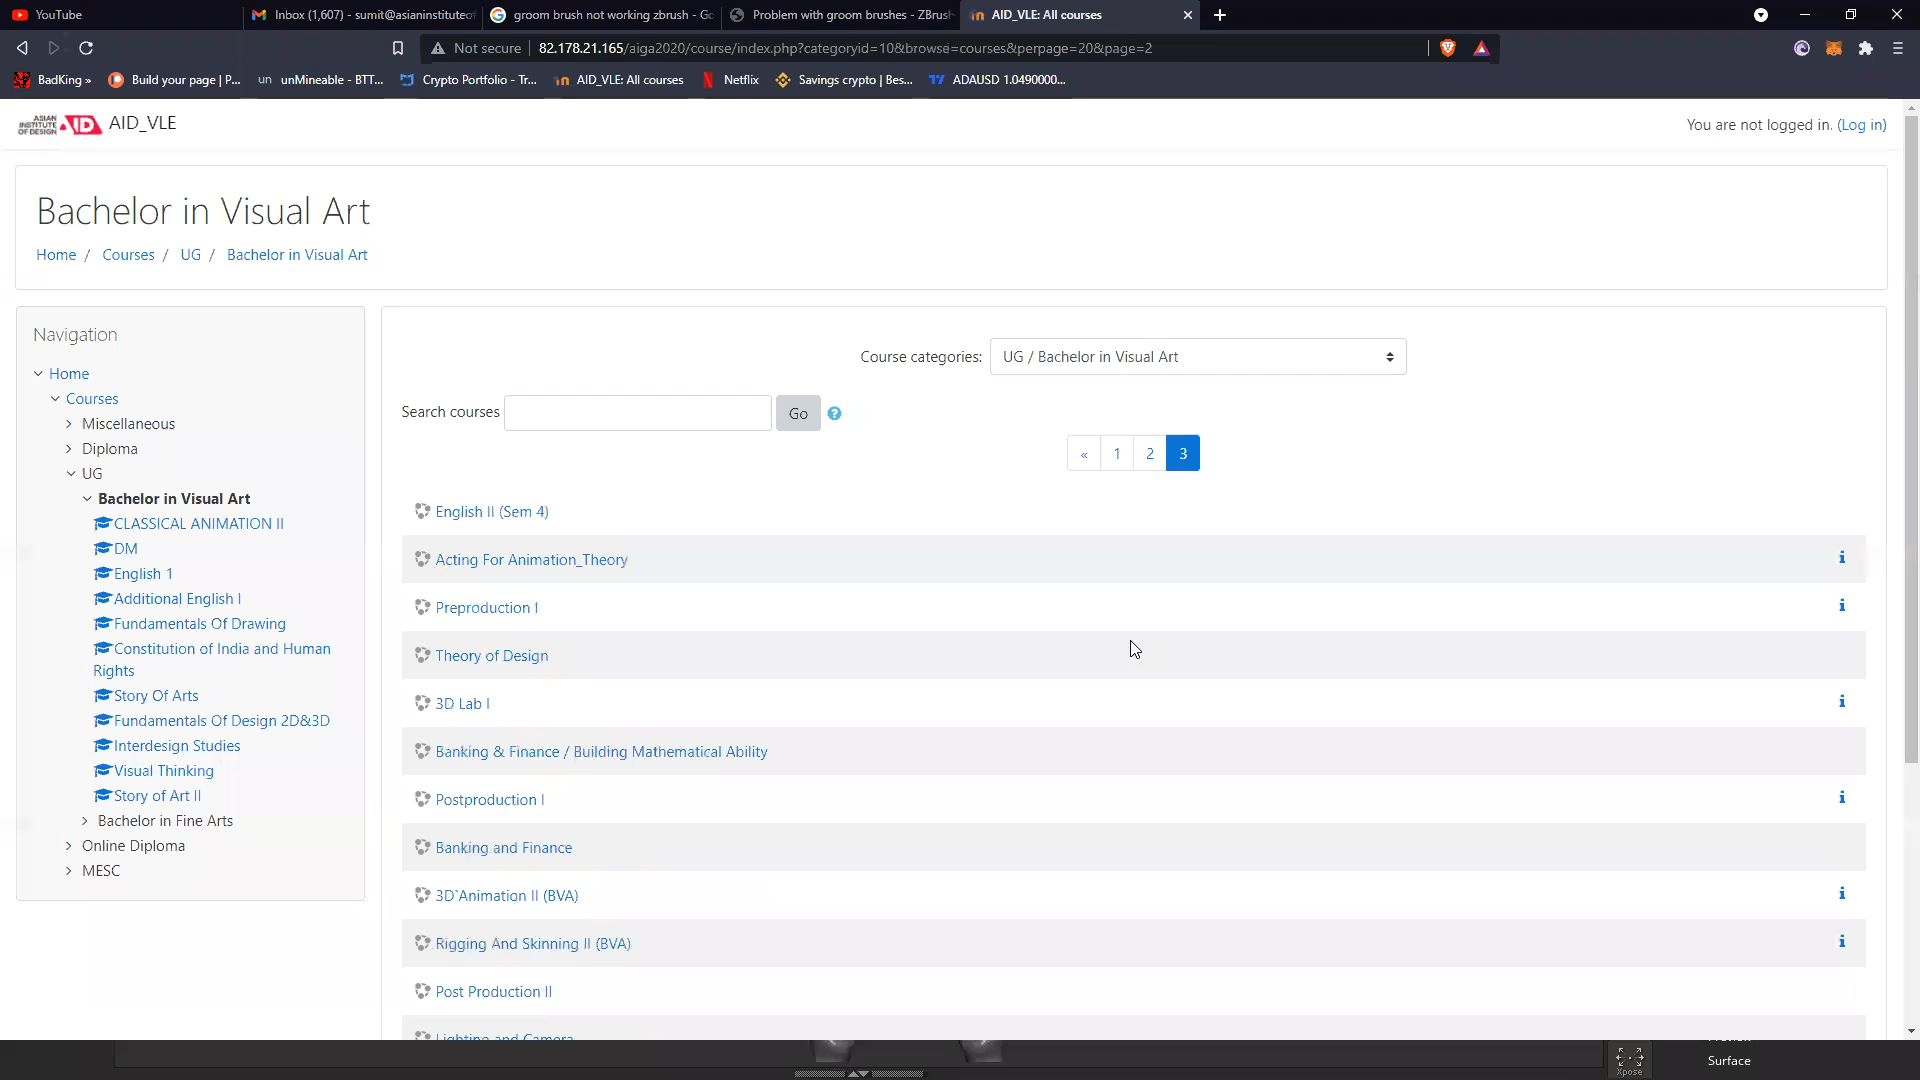 YouTube
Inbox (1,607) - sumit@asianinstituteof
groom brush not working zbrush - Go
Problem with groom brushes - ZBrush
AID_VLE: All courses
Not secure 82.178.21.165/aiga2020/course/index.php?categoryid=10&browse=courses&perpage=20&page=2
BadKing »
Build your page | P...
un unMineable - BTT...
Crypto Portfolio - Tr...
AID_VLE: All courses
Netflix
Savings crypto | Bes...
ADAUSD 1.0490000...
ASIAN INSTITUTE OF DESIGN AID AID_VLE
You are not logged in. (Log in)
Bachelor in Visual Art
Home / Courses / UG / Bachelor in Visual Art
Navigation
Home
Courses
Miscellaneous
Diploma
UG
Bachelor in Visual Art
CLASSICAL ANIMATION II
DM
English 1
Additional English I
Fundamentals Of Drawing
Constitution of India and Human
Rights
Story Of Arts
Fundamentals Of Design 2D&3D
Interdesign Studies
Visual Thinking
Story of Art II
Bachelor in Fine Arts
Online Diploma
MESC
Course categories: UG / Bachelor in Visual Art
Search courses Go
« 1 2 3
English II (Sem 4)
Acting For Animation_Theory
Preproduction I
Theory of Design
3D Lab I
Banking & Finance / Building Mathematical Ability
Postproduction I
Banking and Finance
3D`Animation II (BVA)
Rigging And Skinning II (BVA)
Post Production II
Lighting and Camera
Xpose
Surface